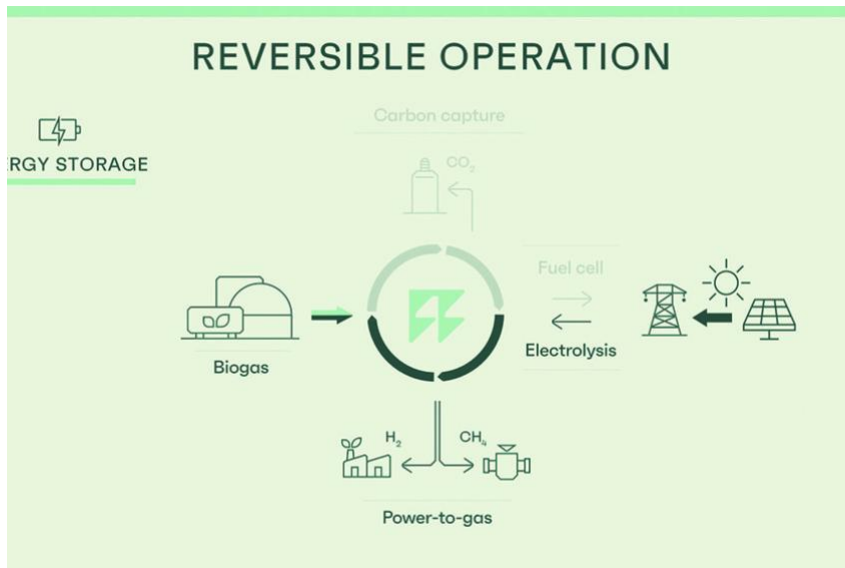 REVERSIBLE OPERATION
RGY STORAGE
Carbon capture
CO₂
Fuel cell
Electrolysis
Biogas
H₂
CH₄
Power-to-gas